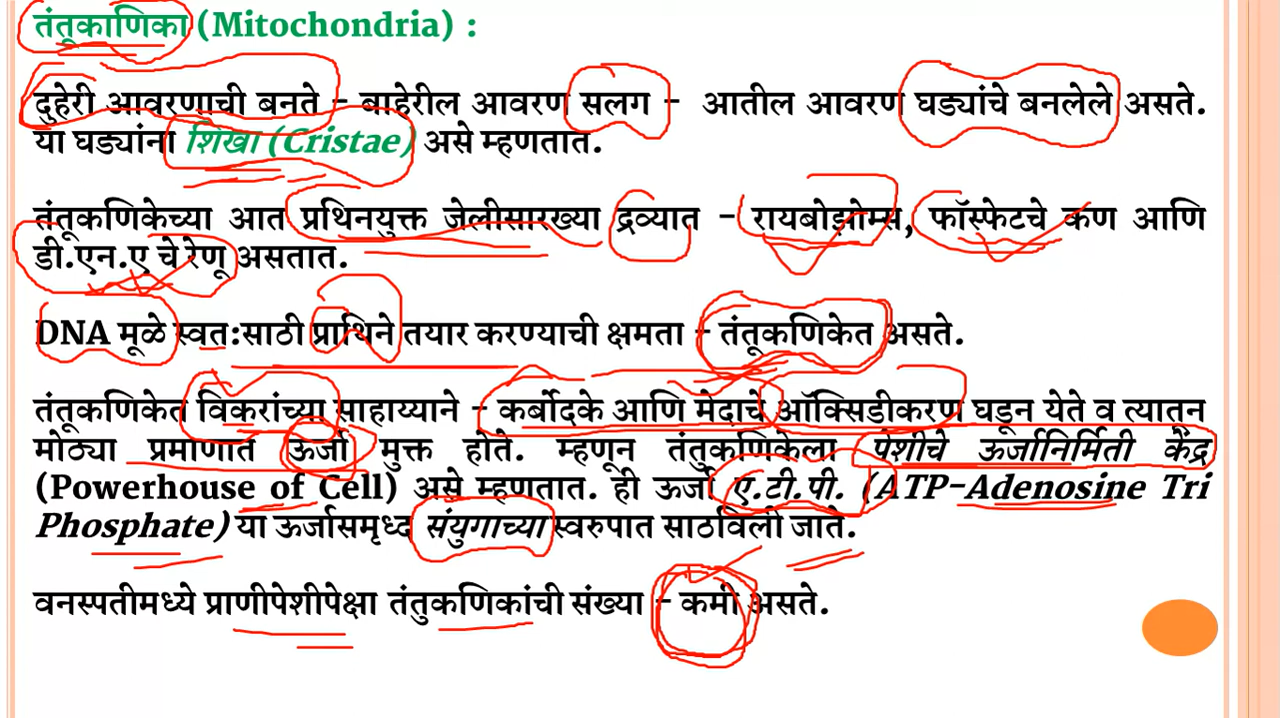 तंतूकाणिका (Mitochondria) :
दुहेरी आवरणाची बनते - बाहेरील आवरण सलग - आतील आवरण घड्यांचे बनलेले असते.
या घड्यांना शिखा (Cristae) असे म्हणतात.
तंतूकणिकेच्या आत प्रथिनयुक्त जेलीसारख्या द्रव्यात - रायबोझोम्स, फॉस्फेटचे कण आणि
डी.एन.ए चे रेणू असतात.
DNA मूळे स्वत:साठी प्राथिने तयार करण्याची क्षमता - तंतूकणिकेत असते.
तंतूकणिकेत विकरांच्या साहाय्याने - कर्बोदके आणि मेदाचे ऑक्सिडीकरण घडून येते व त्यातून
मोठ्या प्रमाणात ऊर्जा मुक्त होते. म्हणून तंतुकणिकेला पेशीचे ऊर्जानिर्मिती केंद्र
(Powerhouse of Cell) असे म्हणतात. ही ऊर्जा ए.टी.पी. (ATP-Adenosine Tri
Phosphate) या ऊर्जासमृध्द संयुगाच्या स्वरुपात साठविली जाते.
वनस्पतीमध्ये प्राणीपेशीपेक्षा तंतुकणिकांची संख्या - कमी असते.